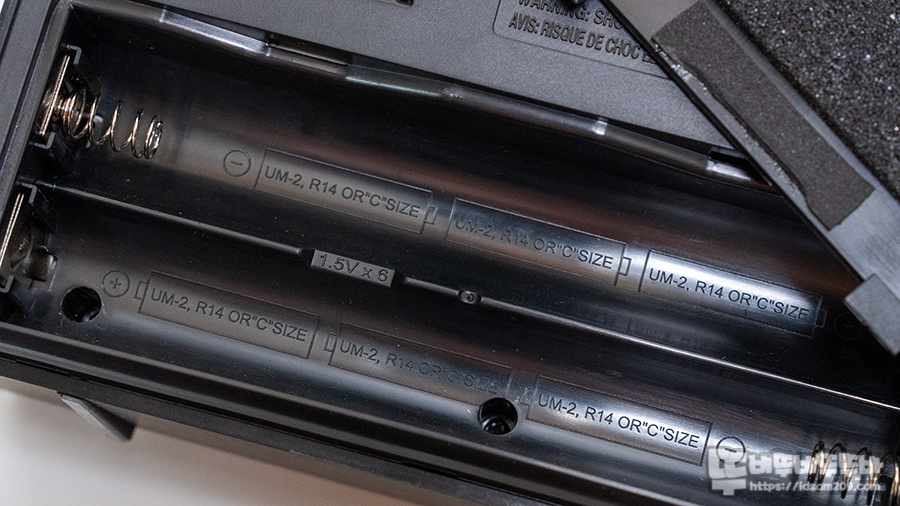 WARNING: SHO
AVIS: RISQUE DE CHOC E
UM-2, R14 OR"C"SIZE
UM-2, R14 OR"C"SIZE
UM-2, R14 OR"C"SIZE
1.5V x 6
UM-2, R14 OR"C"SIZE
UM-2, R14 OR"C"SIZE
UM-2, R14 OR"C"SIZE
https://idsam209.com